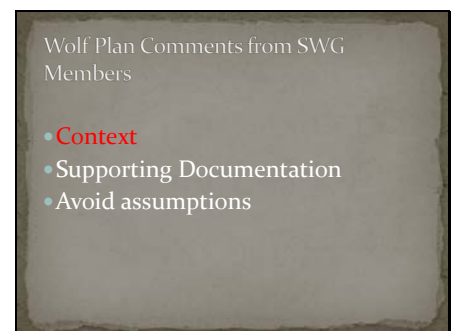 Wolf Plan Comments from SWG
Members
• Context
• Supporting Documentation
• Avoid assumptions